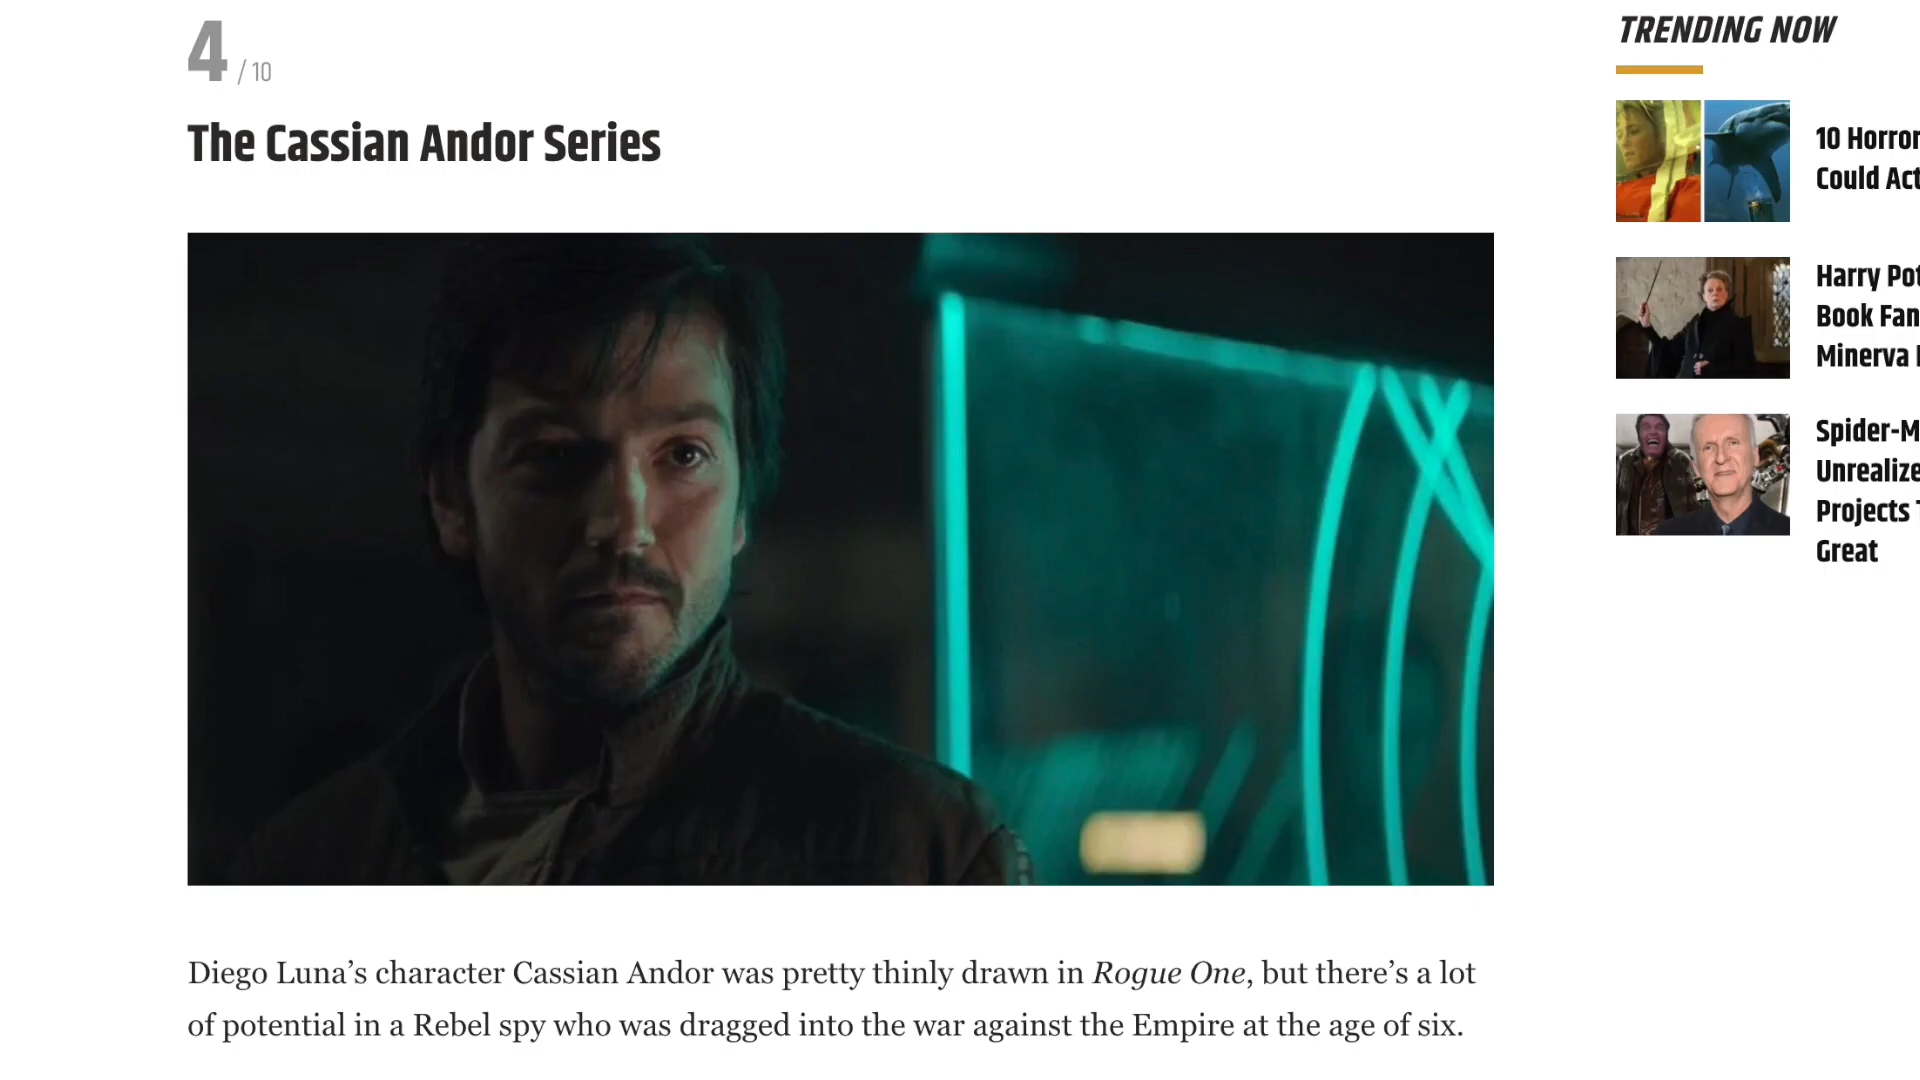 4 / 10
The Cassian Andor Series
Diego Luna’s character Cassian Andor was pretty thinly drawn in Rogue One, but there’s a lot
of potential in a Rebel spy who was dragged into the war against the Empire at the age of six.
TRENDING NOW
10 Horror
Could Act
Harry Pot
Book Fan
Minerva
Spider-M
Unrealize
Projects
Great